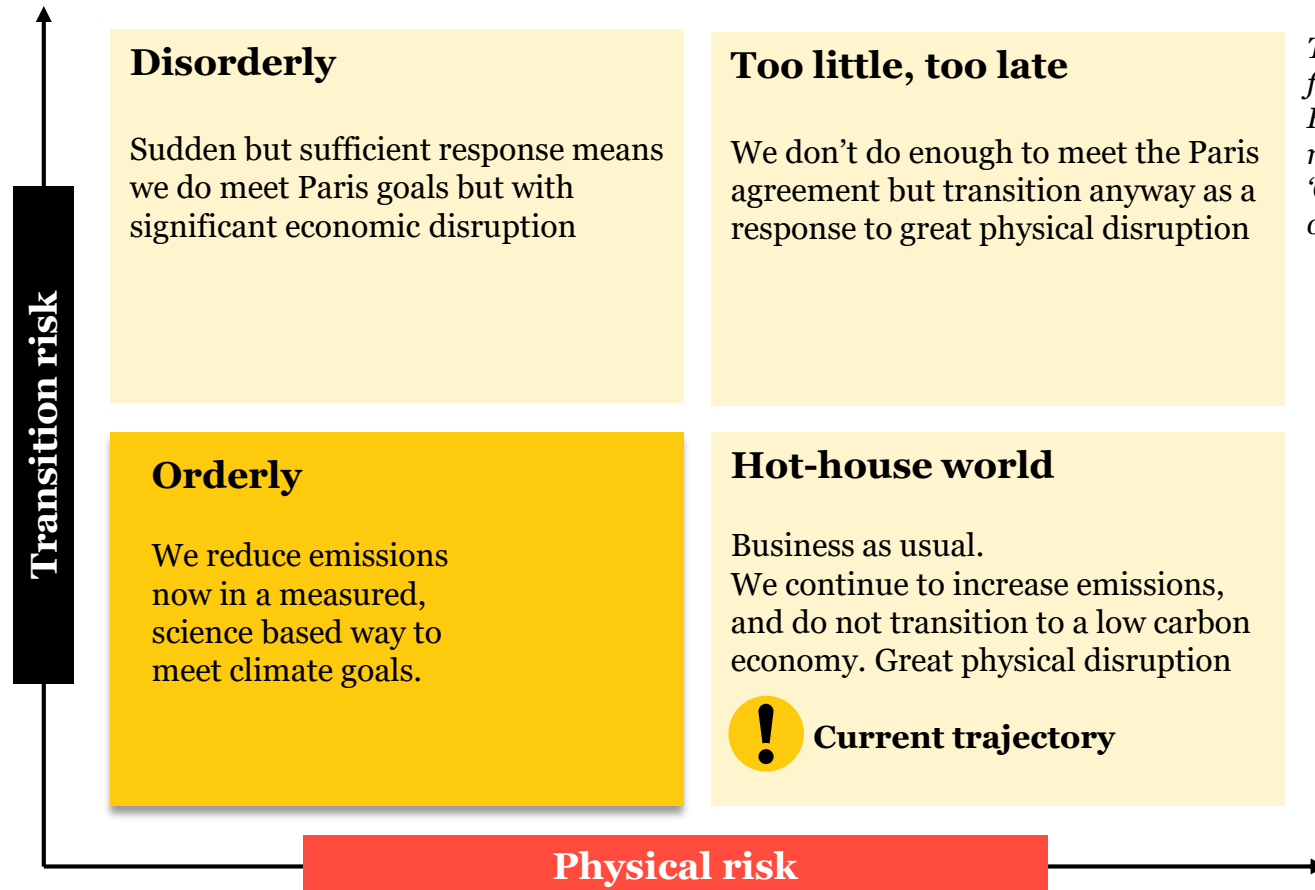 Disorderly
Sudden but sufficient response means
we do meet Paris goals but with
significant economic disruption
Too little, too late
We don’t do enough to meet the Paris
agreement but transition anyway as a
response to great physical disruption
Transition risk
Orderly
We reduce emissions
now in a measured,
science based way to
meet climate goals.
Hot-house world
Business as usual.
We continue to increase emissions,
and do not transition to a low carbon
economy. Great physical disruption
!
Current trajectory
Physical risk